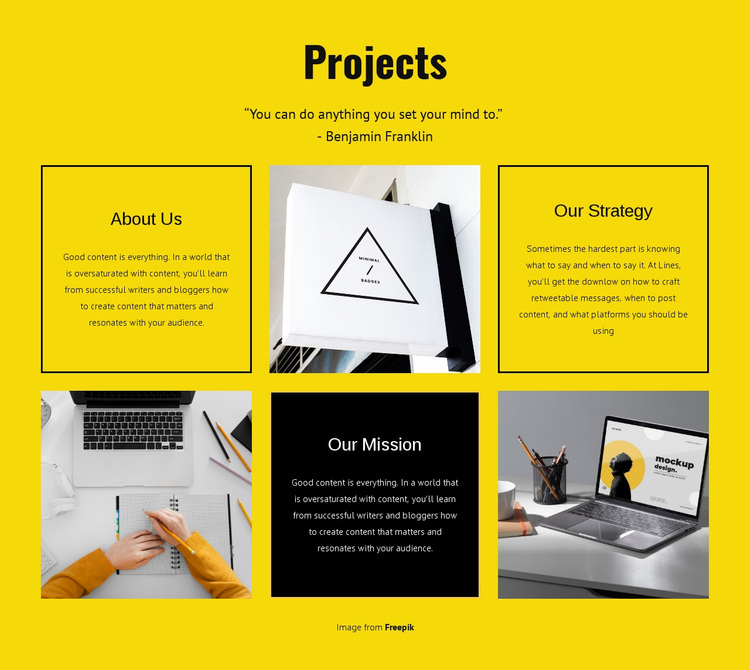 Projects
“You can do anything you set your mind to.”
- Benjamin Franklin
About Us
Good content is everything. In a world that
is oversaturated with content, you'll learn
from successful writers and bloggers how
to create content that matters and
resonates with your audience.
MINIMAL
/
BADGES
Our Strategy
Sometimes the hardest part is knowing
what to say and when to say it. At Lines,
you'll get the downlow on how to craft
retweetable messages, when to post
content, and what platforms you should be
using
Our Mission
Good content is everything. In a world that
is oversaturated with content, you'll learn
from successful writers and bloggers how
to create content that matters and
resonates with your audience.
mockup
design.
Image from Freepik